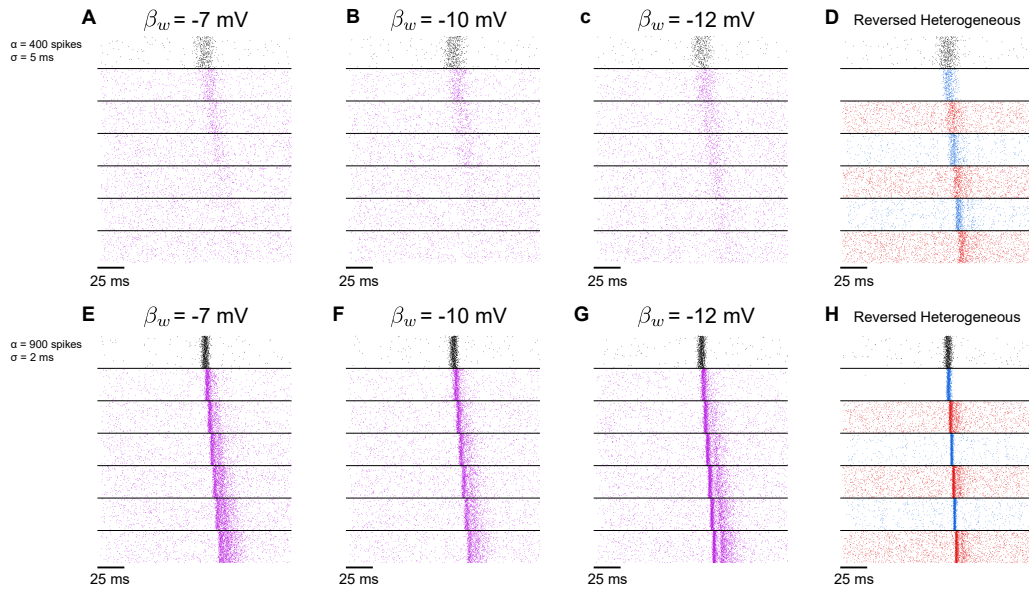 A
β_w = -7 mV
B
β_w = -10 mV
c
β_w = -12 mV
D
Reversed Heterogeneous
α = 400 spikes
σ = 5 ms
25 ms
25 ms
25 ms
25 ms
E
β_w = -7 mV
F
β_w = -10 mV
G
β_w = -12 mV
H
Reversed Heterogeneous
α = 900 spikes
σ = 2 ms
25 ms
25 ms
25 ms
25 ms